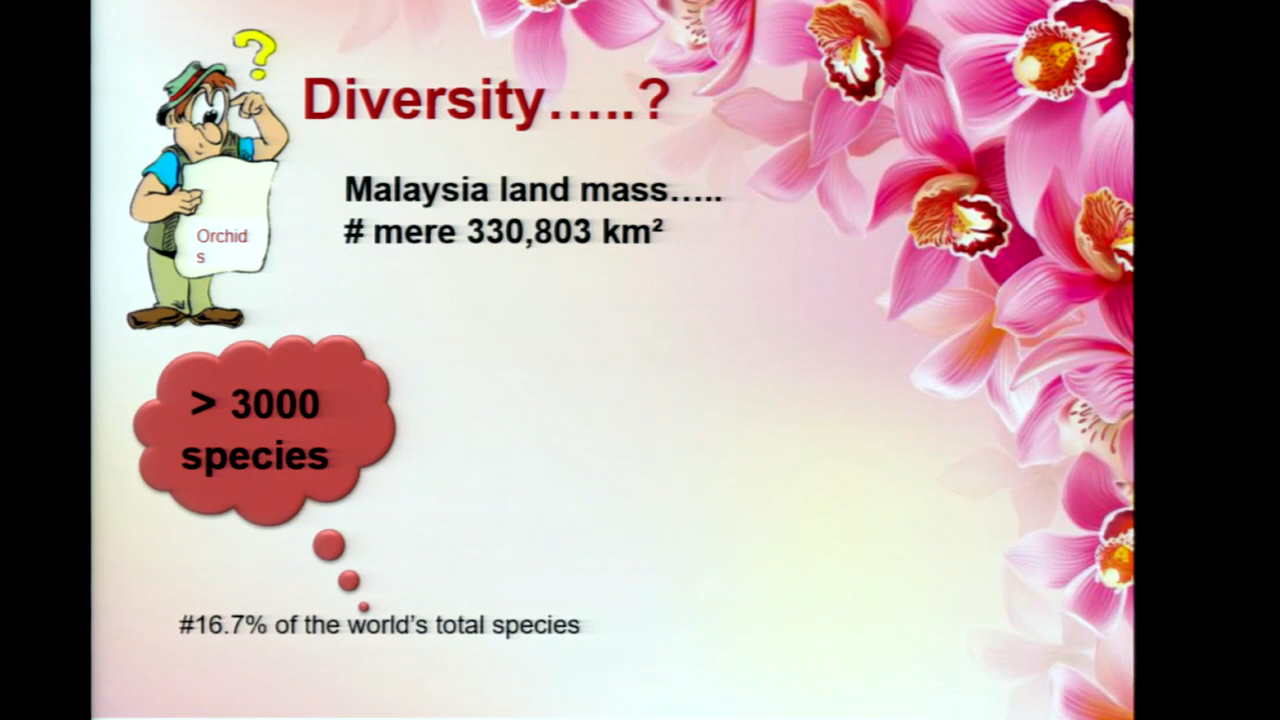 ?
Diversity…..?
Malaysia land mass…..
# mere 330,803 km²
Orchid
s
> 3000
species
#16.7% of the world’s total species